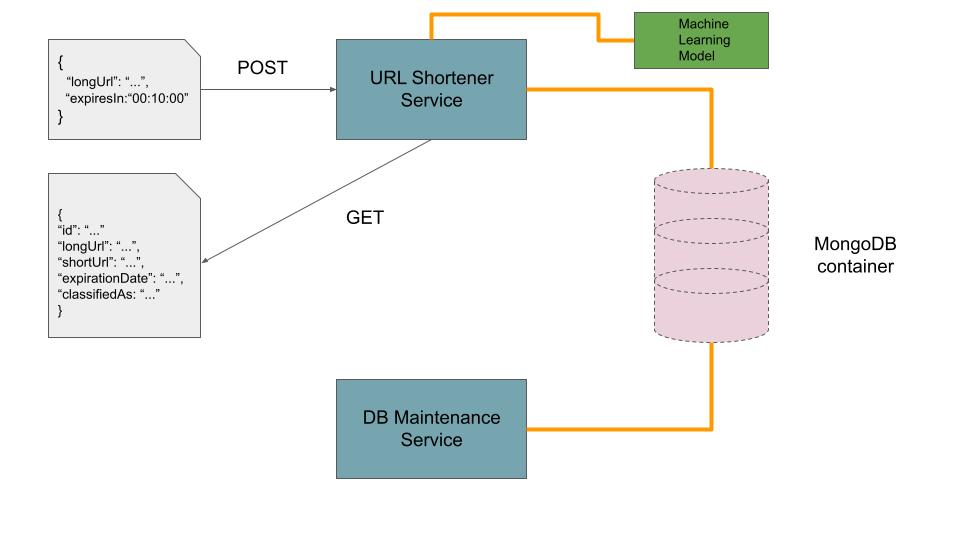 Machine
Learning
Model
{
“longUrl”: “...”,
“expiresIn:“00:10:00”
}
POST
URL Shortener
Service
GET
{
“id”: “...”
“longUrl”: “...”,
“shortUrl”: “...”,
“expirationDate”: “...”,
“classifiedAs: “...”
}
MongoDB
container
DB Maintenance
Service